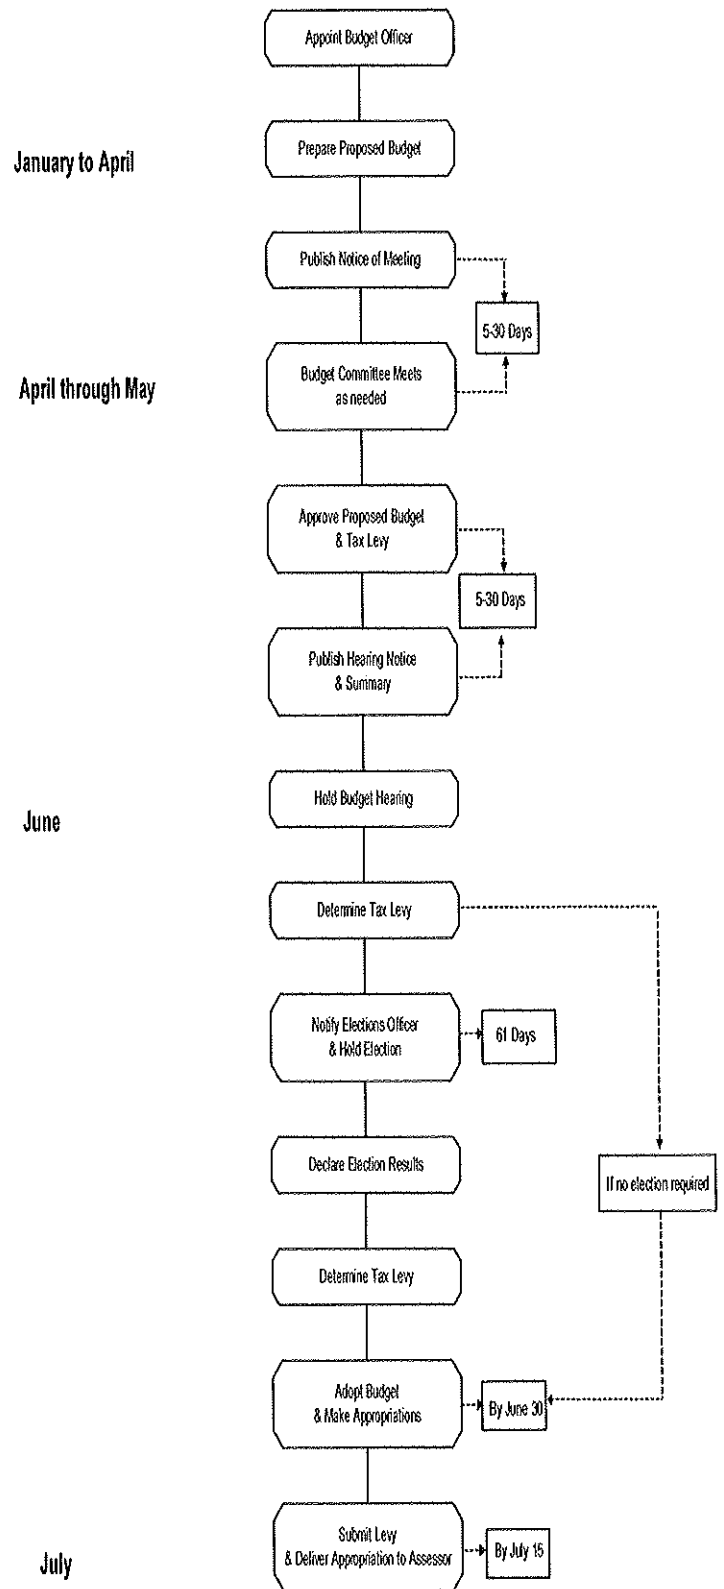 Appoint Budget Officer
January to April
Prepare Proposed Budget
Publish Notice of Meeting
5-30 Days
April through May
Budget Committee Meets
as needed
Approve Proposed Budget
& Tax Levy
5-30 Days
Publish Hearing Notice
& Summary
June
Hold Budget Hearing
Determine Tax Levy
Notify Elections Officer
& Hold Election
61 Days
Declare Election Results
If no election required
Determine Tax Levy
Adopt Budget
& Make Appropriations
By June 30
July
Submit Levy
& Deliver Appropriation to Assessor
By July 15